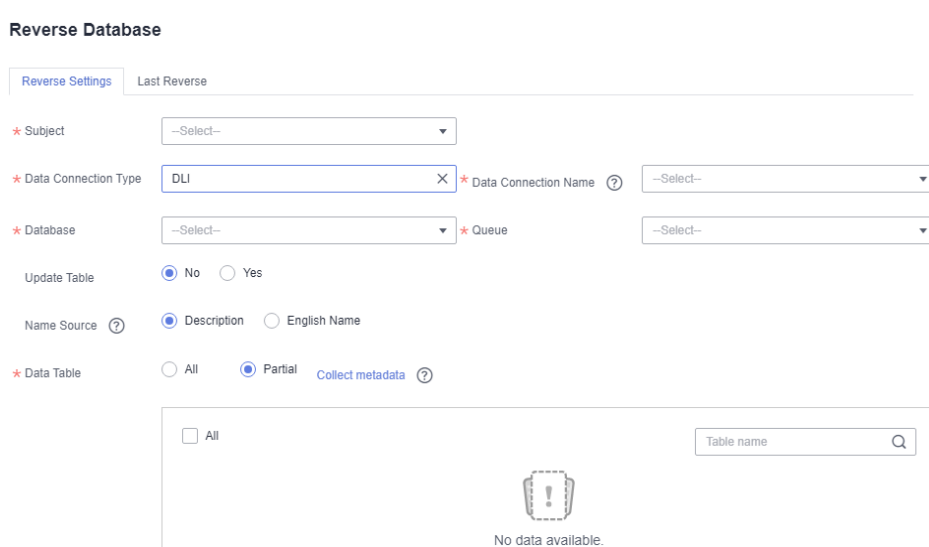 Reverse Database
Reverse Settings Last Reverse
* Subject --Select--
* Data Connection Type DLI * Data Connection Name ? --Select--
* Database --Select-- * Queue --Select--
Update Table No Yes
Name Source ? Description English Name
* Data Table All Partial Collect metadata ?
All Table name
!
No data available.